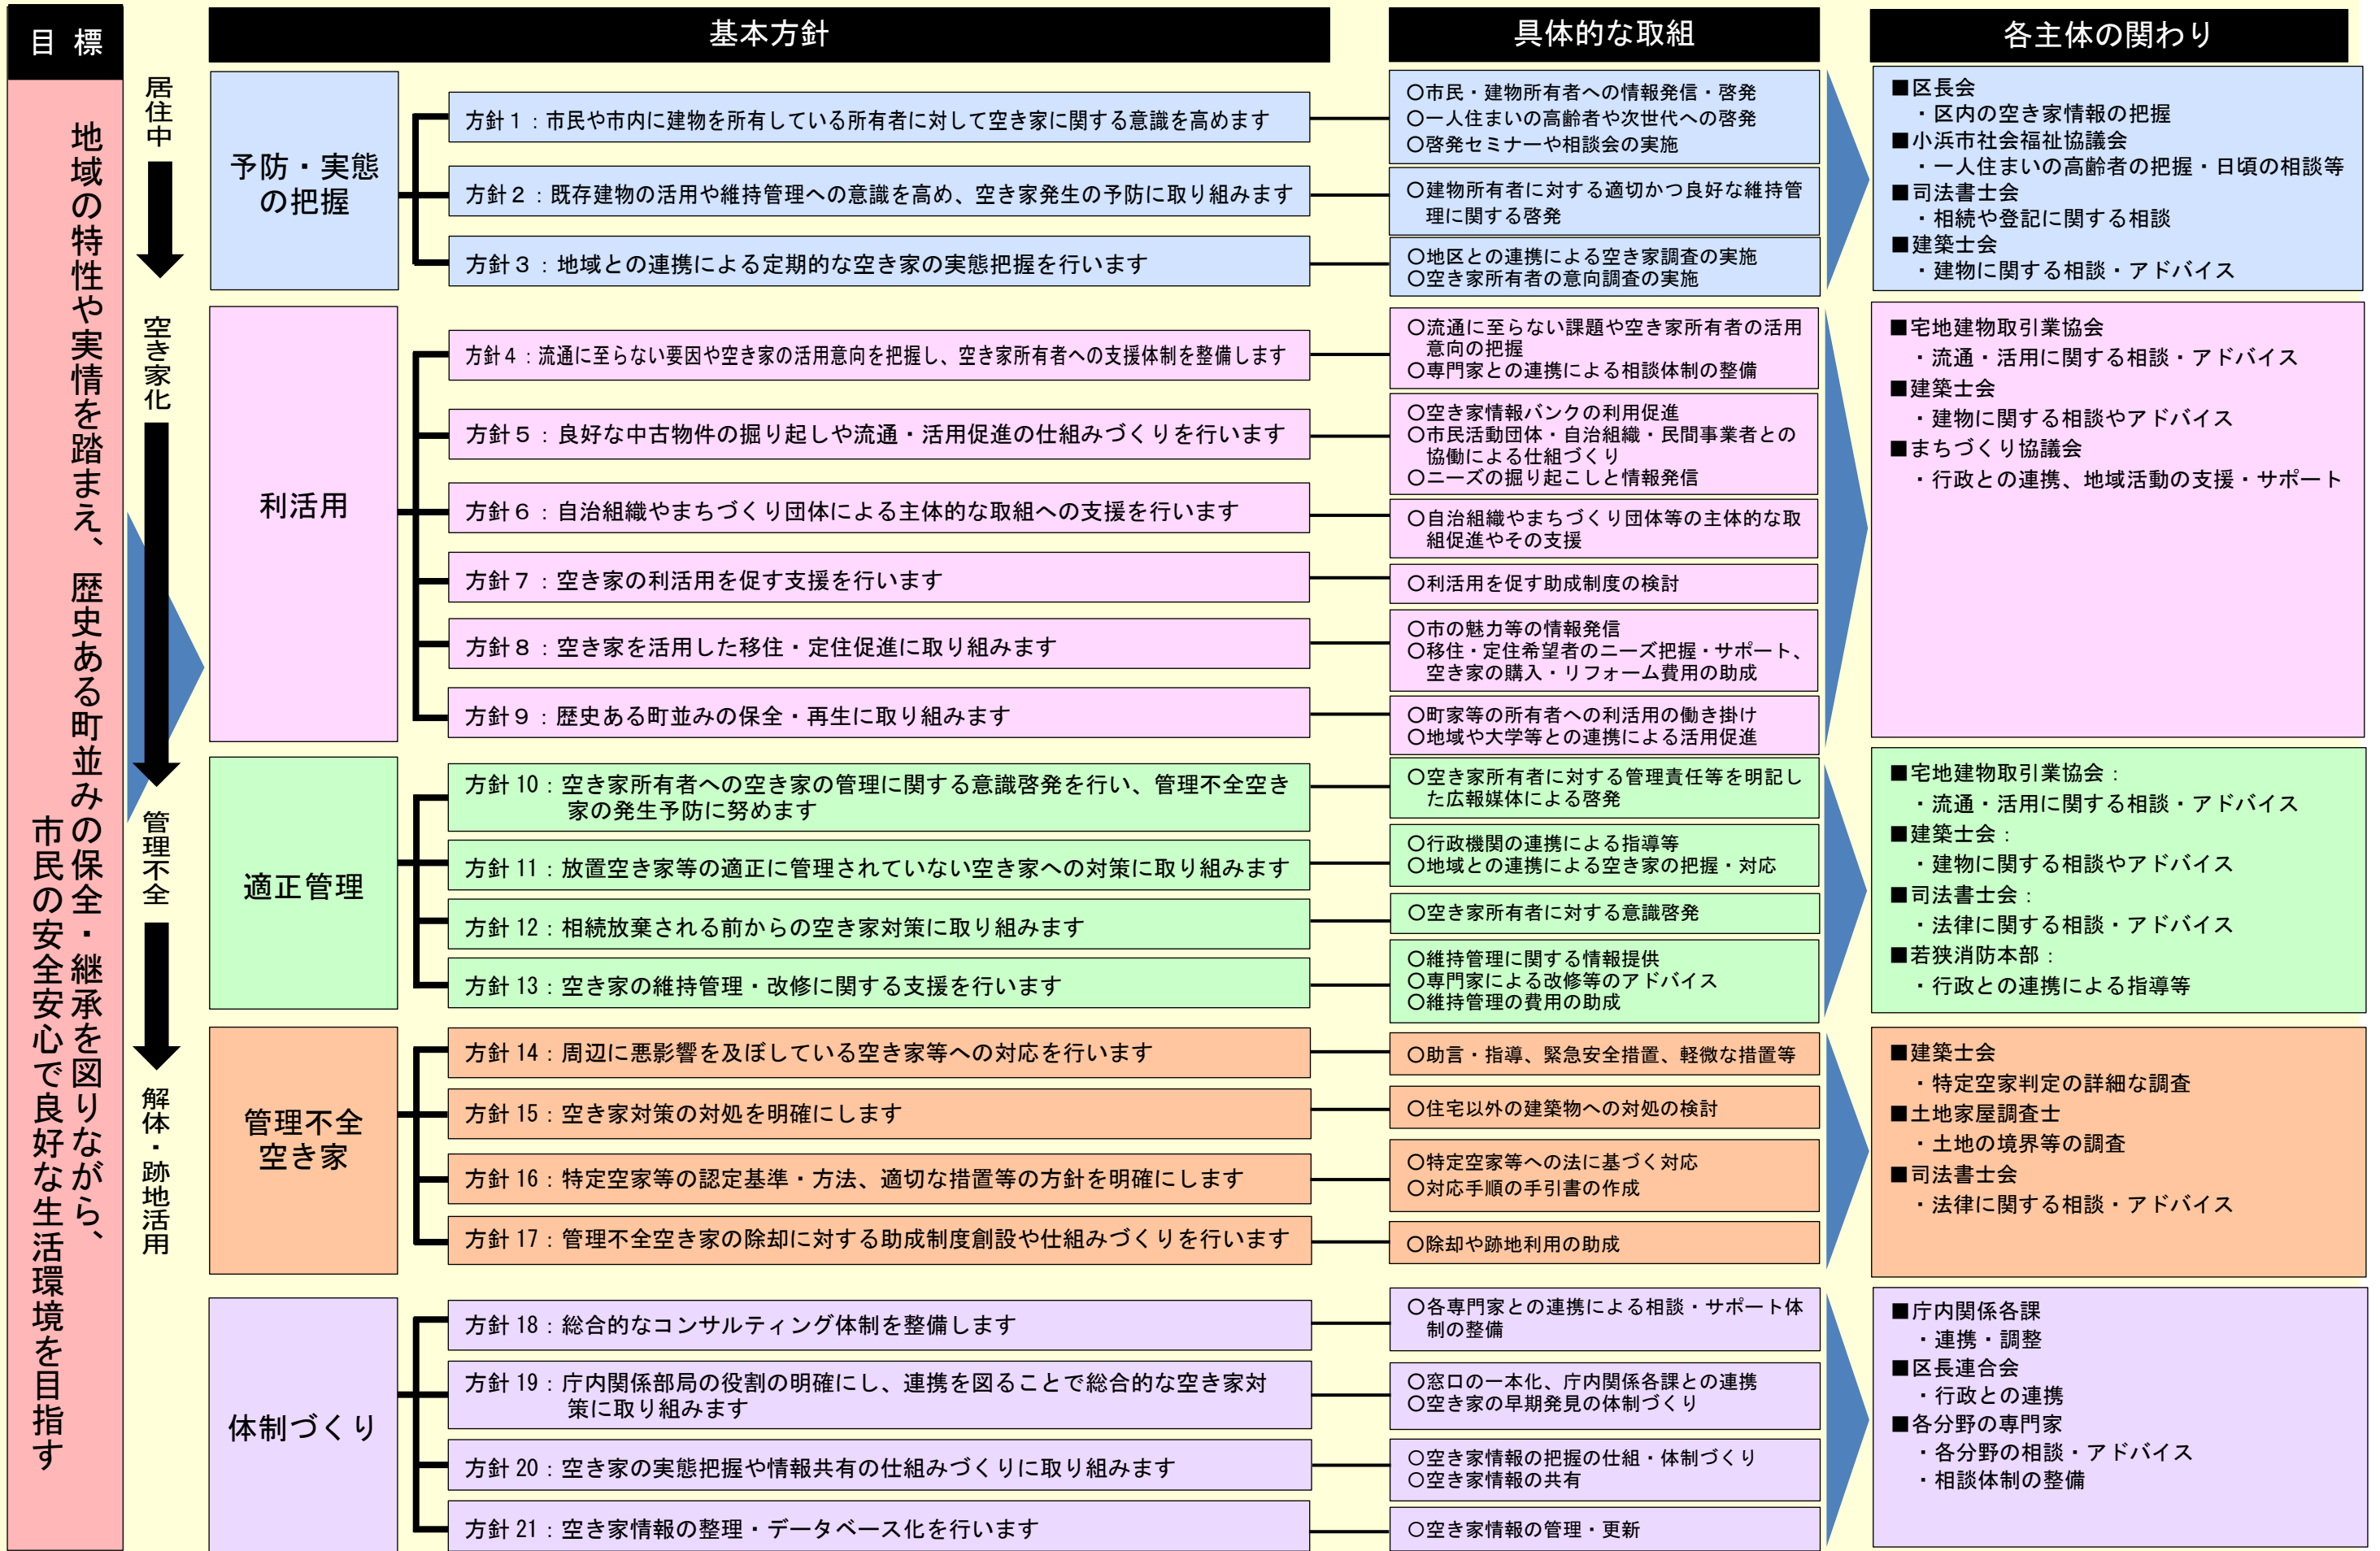 目 標
地域の特性や実情を踏まえ、歴史ある町並みの保全・継承を図りながら、
市民の安全安心で良好な生活環境を目指す
居住中
空き家化
管理不全
解体・跡地活用
基本方針
具体的な取組
各主体の関わり
予防・実態
の把握
方針１：市民や市内に建物を所有している所有者に対して空き家に関する意識を高めます
○市民・建物所有者への情報発信・啓発
○一人住まいの高齢者や次世代への啓発
○啓発セミナーや相談会の実施
方針２：既存建物の活用や維持管理への意識を高め、空き家発生の予防に取り組みます
○建物所有者に対する適切かつ良好な維持管
理に関する啓発
方針３：地域との連携による定期的な空き家の実態把握を行います
○地区との連携による空き家調査の実施
○空き家所有者の意向調査の実施
■区長会
・区内の空き家情報の把握
■小浜市社会福祉協議会
・一人住まいの高齢者の把握・日頃の相談等
■司法書士会
・相続や登記に関する相談
■建築士会
・建物に関する相談・アドバイス
利活用
方針４：流通に至らない要因や空き家の活用意向を把握し、空き家所有者への支援体制を整備します
○流通に至らない課題や空き家所有者の活用
意向の把握
○専門家との連携による相談体制の整備
方針５：良好な中古物件の掘り起しや流通・活用促進の仕組みづくりを行います
○空き家情報バンクの利用促進
○市民活動団体・自治組織・民間事業者との
協働による仕組づくり
○ニーズの掘り起こしと情報発信
方針６：自治組織やまちづくり団体による主体的な取組への支援を行います
○自治組織やまちづくり団体等の主体的な取
組促進やその支援
方針７：空き家の利活用を促す支援を行います
○利活用を促す助成制度の検討
方針８：空き家を活用した移住・定住促進に取り組みます
○市の魅力等の情報発信
○移住・定住希望者のニーズ把握・サポート、
空き家の購入・リフォーム費用の助成
方針９：歴史ある町並みの保全・再生に取り組みます
○町家等の所有者への利活用の働き掛け
○地域や大学等との連携による活用促進
■宅地建物取引業協会
・流通・活用に関する相談・アドバイス
■建築士会
・建物に関する相談やアドバイス
■まちづくり協議会
・行政との連携、地域活動の支援・サポート
適正管理
方針 10：空き家所有者への空き家の管理に関する意識啓発を行い、管理不全空き
家の発生予防に努めます
○空き家所有者に対する管理責任等を明記し
た広報媒体による啓発
方針 11：放置空き家等の適正に管理されていない空き家への対策に取り組みます
○行政機関の連携による指導等
○地域との連携による空き家の把握・対応
方針 12：相続放棄される前からの空き家対策に取り組みます
○空き家所有者に対する意識啓発
方針 13：空き家の維持管理・改修に関する支援を行います
○維持管理に関する情報提供
○専門家による改修等のアドバイス
○維持管理の費用の助成
■宅地建物取引業協会：
・流通・活用に関する相談・アドバイス
■建築士会：
・建物に関する相談やアドバイス
■司法書士会：
・法律に関する相談・アドバイス
■若狭消防本部：
・行政との連携による指導等
管理不全
空き家
方針 14：周辺に悪影響を及ぼしている空き家等への対応を行います
○助言・指導、緊急安全措置、軽微な措置等
方針 15：空き家対策の対処を明確にします
○住宅以外の建築物への対処の検討
方針 16：特定空家等の認定基準・方法、適切な措置等の方針を明確にします
○特定空家等への法に基づく対応
○対応手順の手引書の作成
方針 17：管理不全空き家の除却に対する助成制度創設や仕組みづくりを行います
○除却や跡地利用の助成
■建築士会
・特定空家判定の詳細な調査
■土地家屋調査士
・土地の境界等の調査
■司法書士会
・法律に関する相談・アドバイス
体制づくり
方針 18：総合的なコンサルティング体制を整備します
○各専門家との連携による相談・サポート体
制の整備
方針 19：庁内関係部局の役割の明確にし、連携を図ることで総合的な空き家対
策に取り組みます
○窓口の一本化、庁内関係各課との連携
○空き家の早期発見の体制づくり
方針 20：空き家の実態把握や情報共有の仕組みづくりに取り組みます
○空き家情報の把握の仕組・体制づくり
○空き家情報の共有
方針 21：空き家情報の整理・データベース化を行います
○空き家情報の管理・更新
■庁内関係各課
・連携・調整
■区長連合会
・行政との連携
■各分野の専門家
・各分野の相談・アドバイス
・相談体制の整備